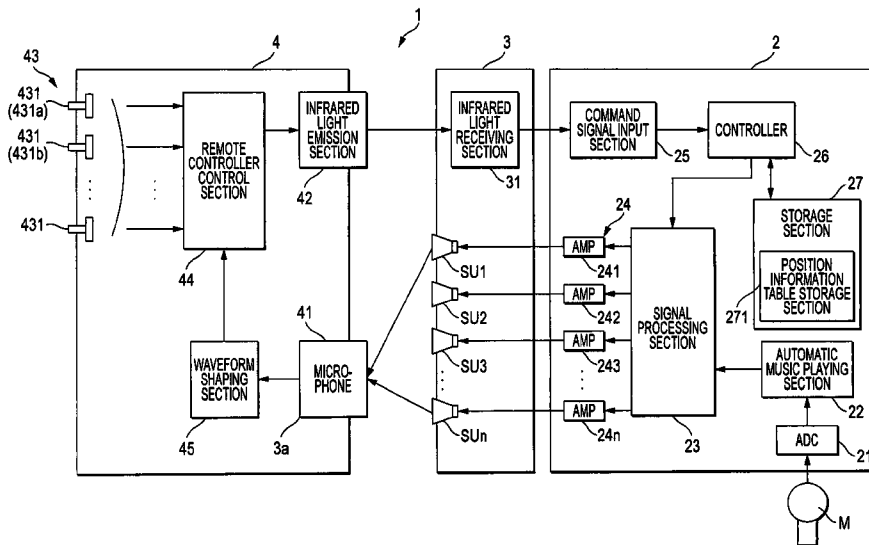 1
43
4
3
2
431
(431a)
431
(431b)
431
REMOTE
CONTROLLER
CONTROL
SECTION
44
INFRARED
LIGHT
EMISSION
SECTION
42
INFRARED
LIGHT
RECEIVING
SECTION
31
COMMAND
SIGNAL INPUT
SECTION
25
CONTROLLER
26
27
STORAGE
SECTION
POSITION
INFORMATION
TABLE STORAGE
SECTION
271
24
AMP
241
AMP
242
AMP
243
AMP
24n
SU1
SU2
SU3
SUn
SIGNAL
PROCESSING
SECTION
23
AUTOMATIC
MUSIC PLAYING
SECTION
22
ADC
21
M
41
MICRO-
PHONE
3a
WAVEFORM
SHAPING
SECTION
45